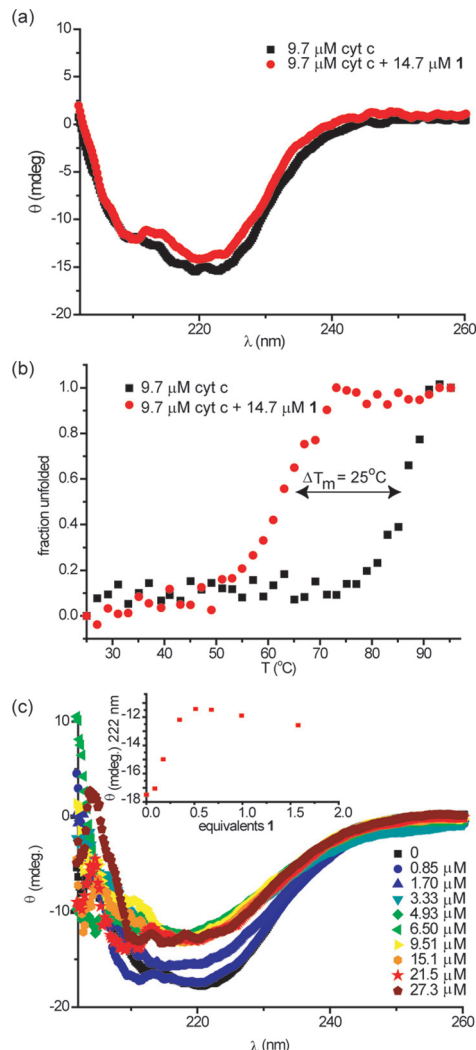 (a)
10
5
0
-5
-10
-15
-20
θ (mdeg)
9.7 μM cyt c
9.7 μM cyt c + 14.7 μM 1
220
240
260
λ (nm)
(b)
1.0
0.8
0.6
0.4
0.2
0.0
fraction unfolded
9.7 μM cyt c
9.7 μM cyt c + 14.7 μM 1
ΔTm = 25°C
30
40
50
60
70
80
90
T (°C)
(c)
10
0
-10
-20
θ (mdeg.)
-12
-14
-16
-18
θ (mdeg.) 222 nm
0.0
0.5
1.0
1.5
2.0
equivalents 1
0
0.85 μM
1.70 μM
3.33 μM
4.93 μM
6.50 μM
9.51 μM
15.1 μM
21.5 μM
27.3 μM
220
240
260
λ (nm)